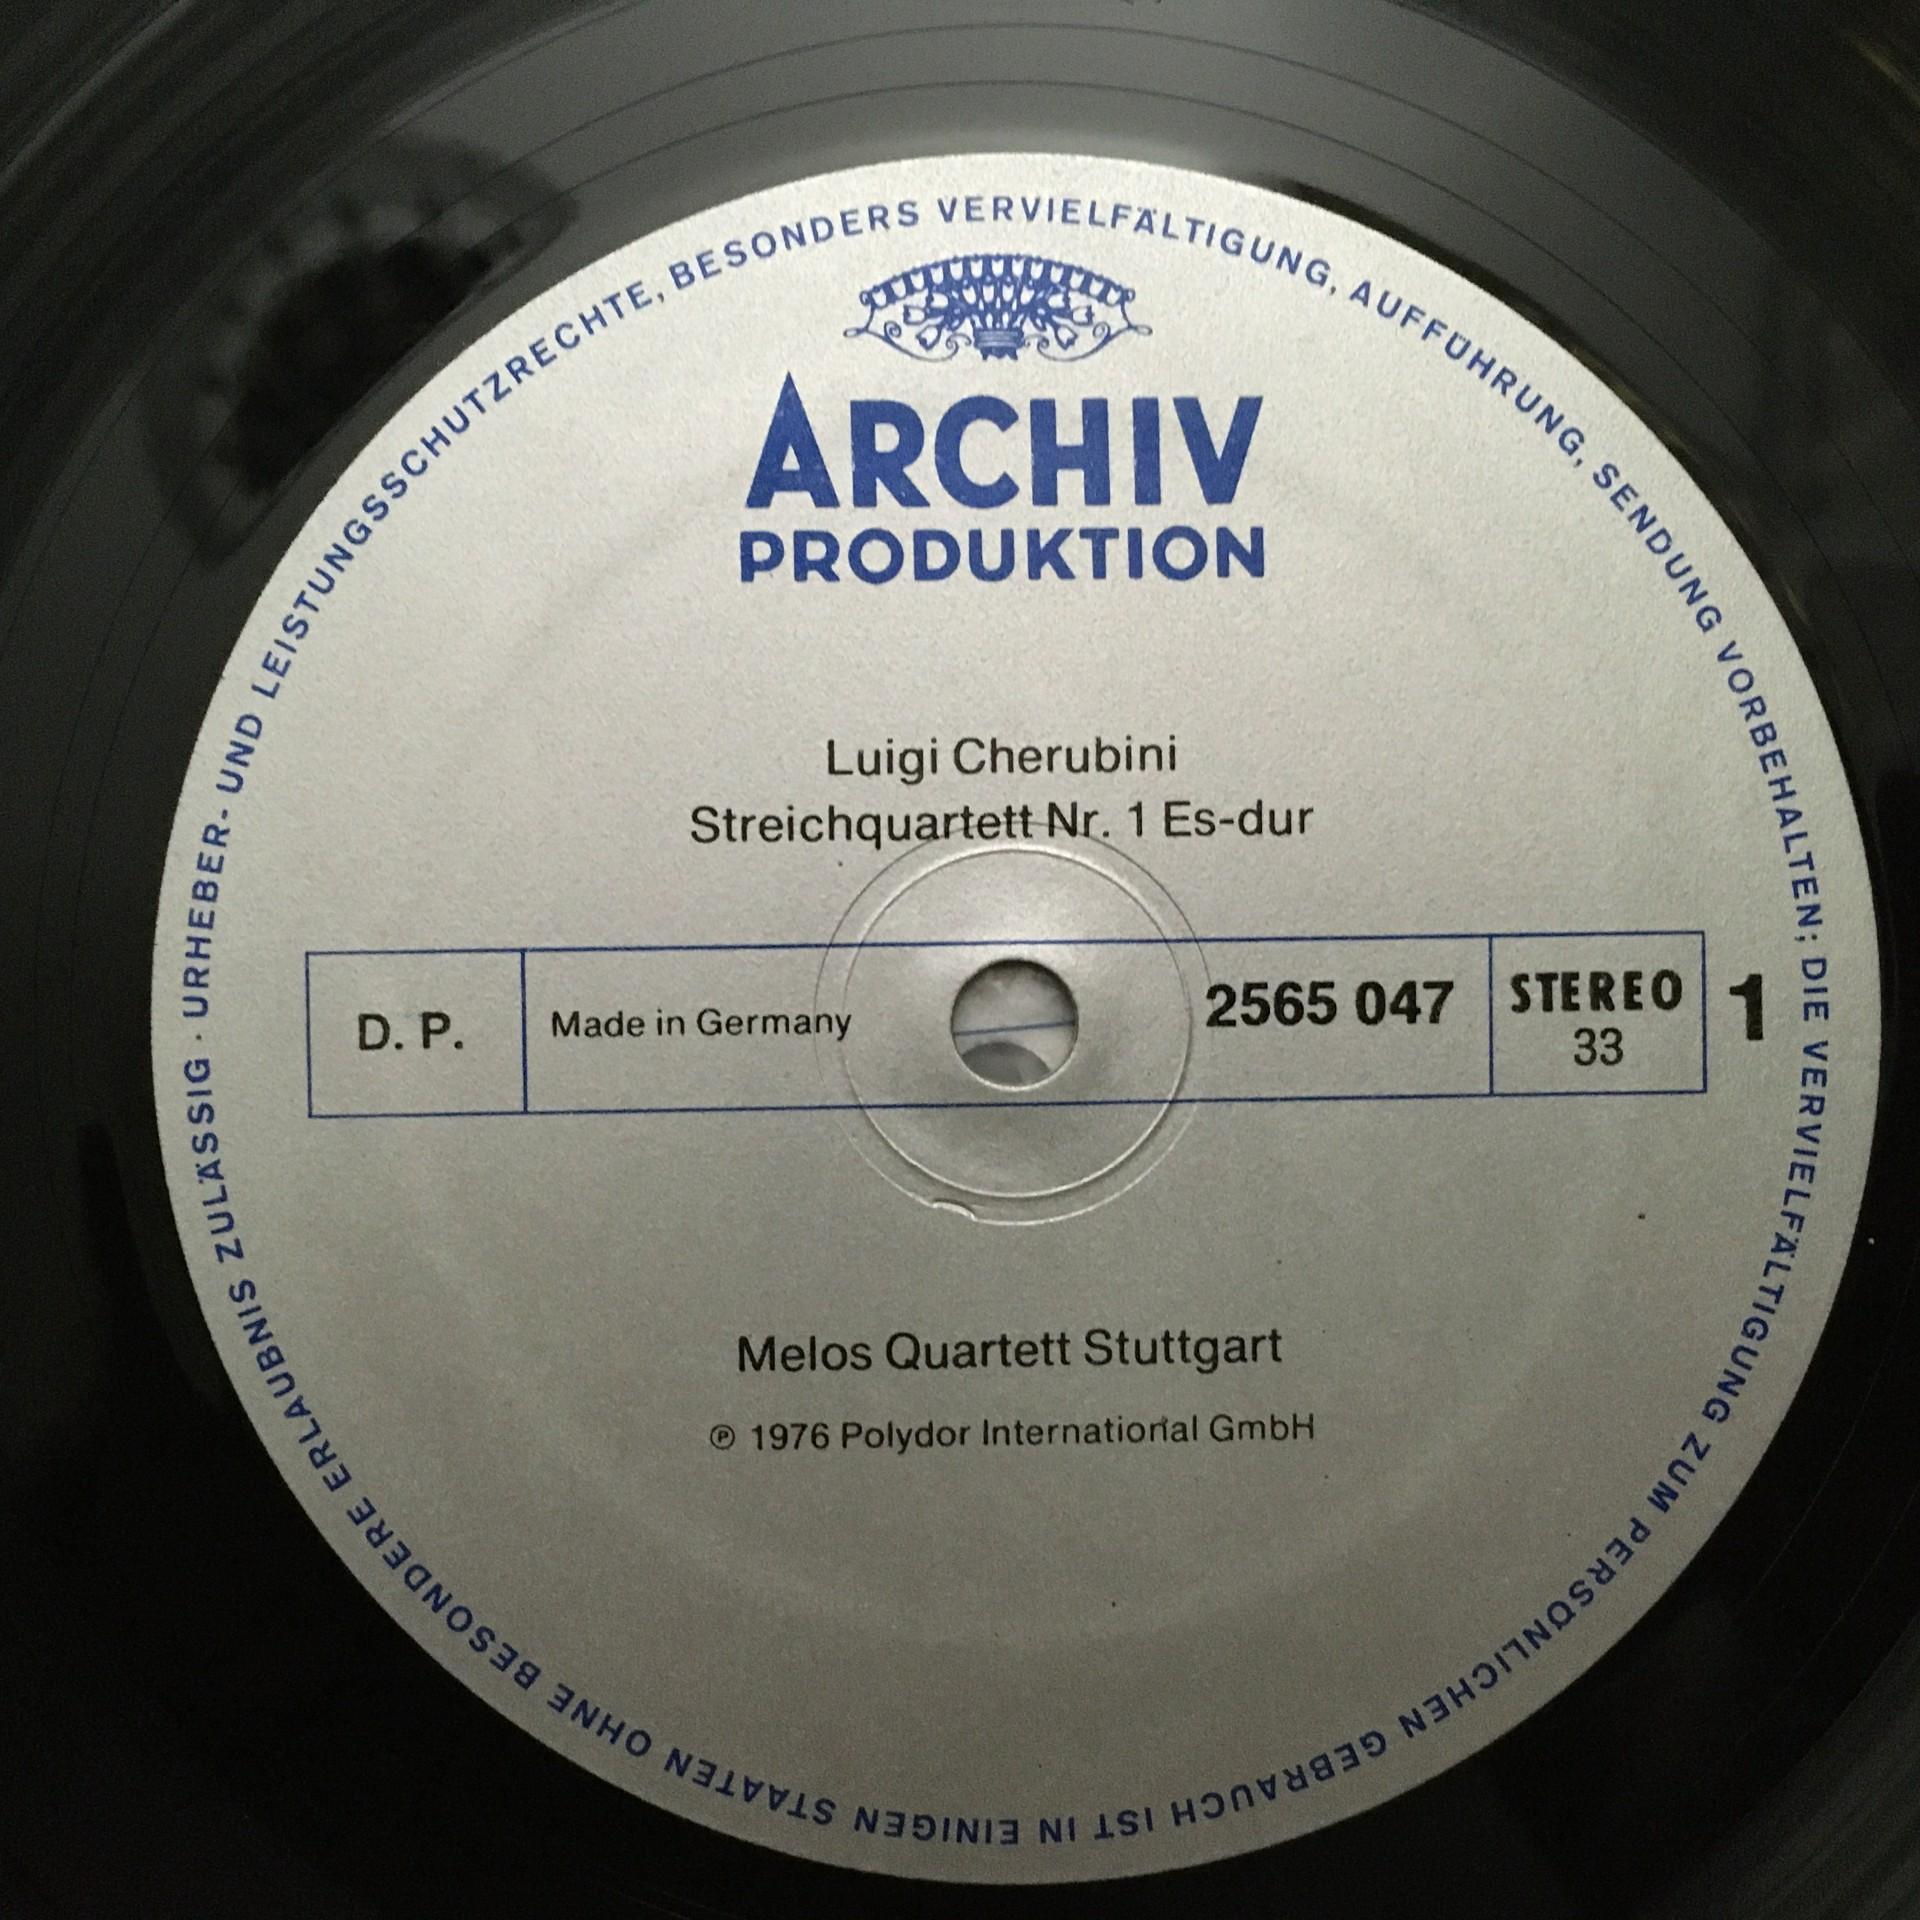 URHEBER- UND LEISTUNGSSCHUTZRECHTE, BESONDERS VERVIELFÄLTIGUNG, AUFFÜHRUNG, SENDUNG VORBEHALTEN; DIE VERVIELFÄLTIGUNG ZUM PERSÖNLICHEN GEBRAUCH IST IN EINIGEN STAATEN OHNE BESONDERE ERLAUBNIS ZULÄSSIG ·
ARCHIV
PRODUKTION
Luigi Cherubini
Streichquartett Nr. 1 Es-dur
D. P.
Made in Germany
2565 047
STEREO
33
1
Melos Quartett Stuttgart
℗ 1976 Polydor International GmbH